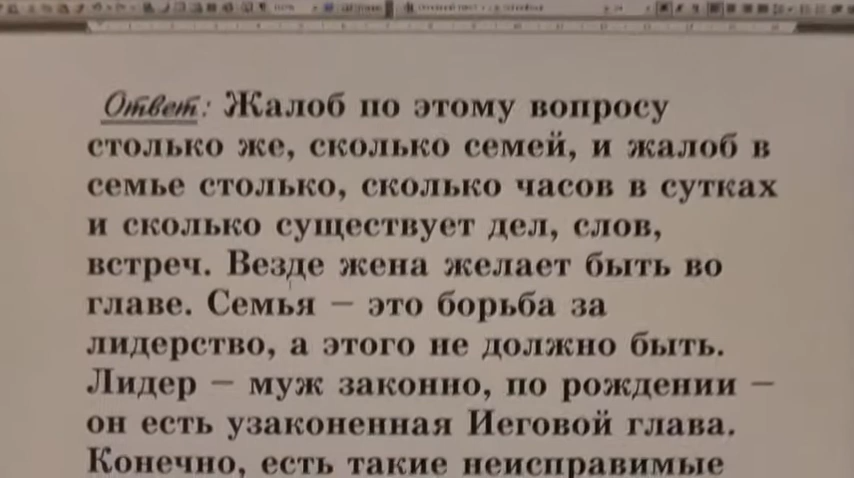 Ответ: Жалоб по этому вопросу
столько же, сколько семей, и жалоб в
семье столько, сколько часов в сутках
и сколько существует дел, слов,
встреч. Везде жена желает быть во
главе. Семья – это борьба за
лидерство, а этого не должно быть.
Лидер – муж законно, по рождении –
он есть узаконенная Иеговой глава.
Конечно, есть такие неисправимые